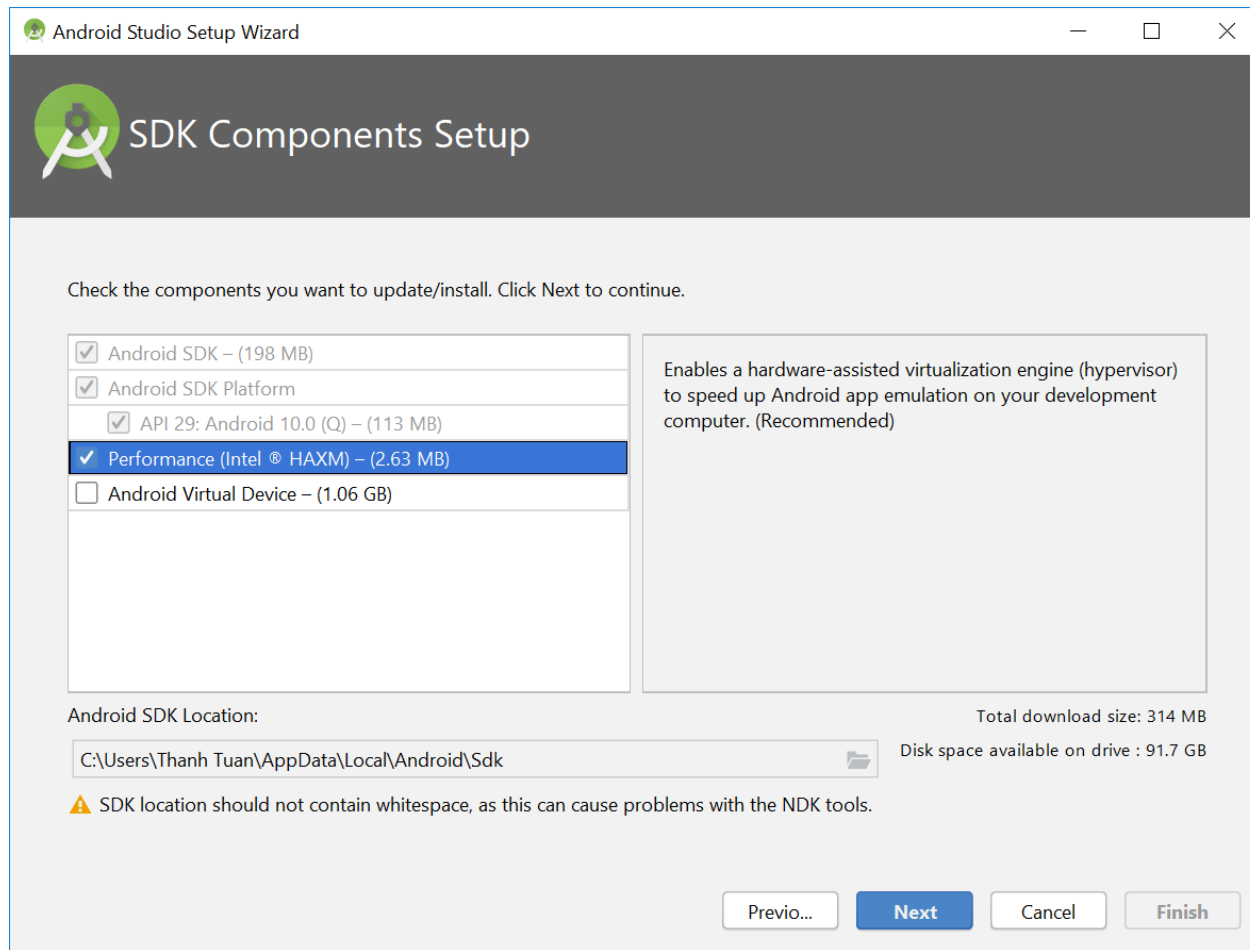 Android Studio Setup Wizard
SDK Components Setup
Check the components you want to update/install. Click Next to continue.
Android SDK – (198 MB)
Android SDK Platform
API 29: Android 10.0 (Q) – (113 MB)
Performance (Intel ® HAXM) – (2.63 MB)
Android Virtual Device – (1.06 GB)
Enables a hardware-assisted virtualization engine (hypervisor)
to speed up Android app emulation on your development
computer. (Recommended)
Android SDK Location:
Total download size: 314 MB
C:\Users\Thanh Tuan\AppData\Local\Android\Sdk
Disk space available on drive : 91.7 GB
SDK location should not contain whitespace, as this can cause problems with the NDK tools.
Previo...
Next
Cancel
Finish